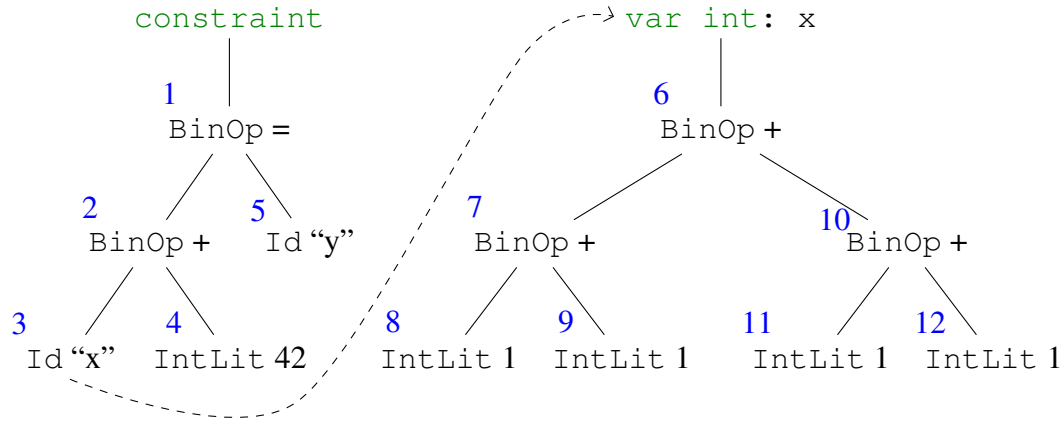 constraint var int: x
1 6
BinOp = BinOp +
2 5 7 10
BinOp + Id “y” BinOp + BinOp +
3 4 8 9 11 12
Id “x” IntLit 42 IntLit 1 IntLit 1 IntLit 1 IntLit 1